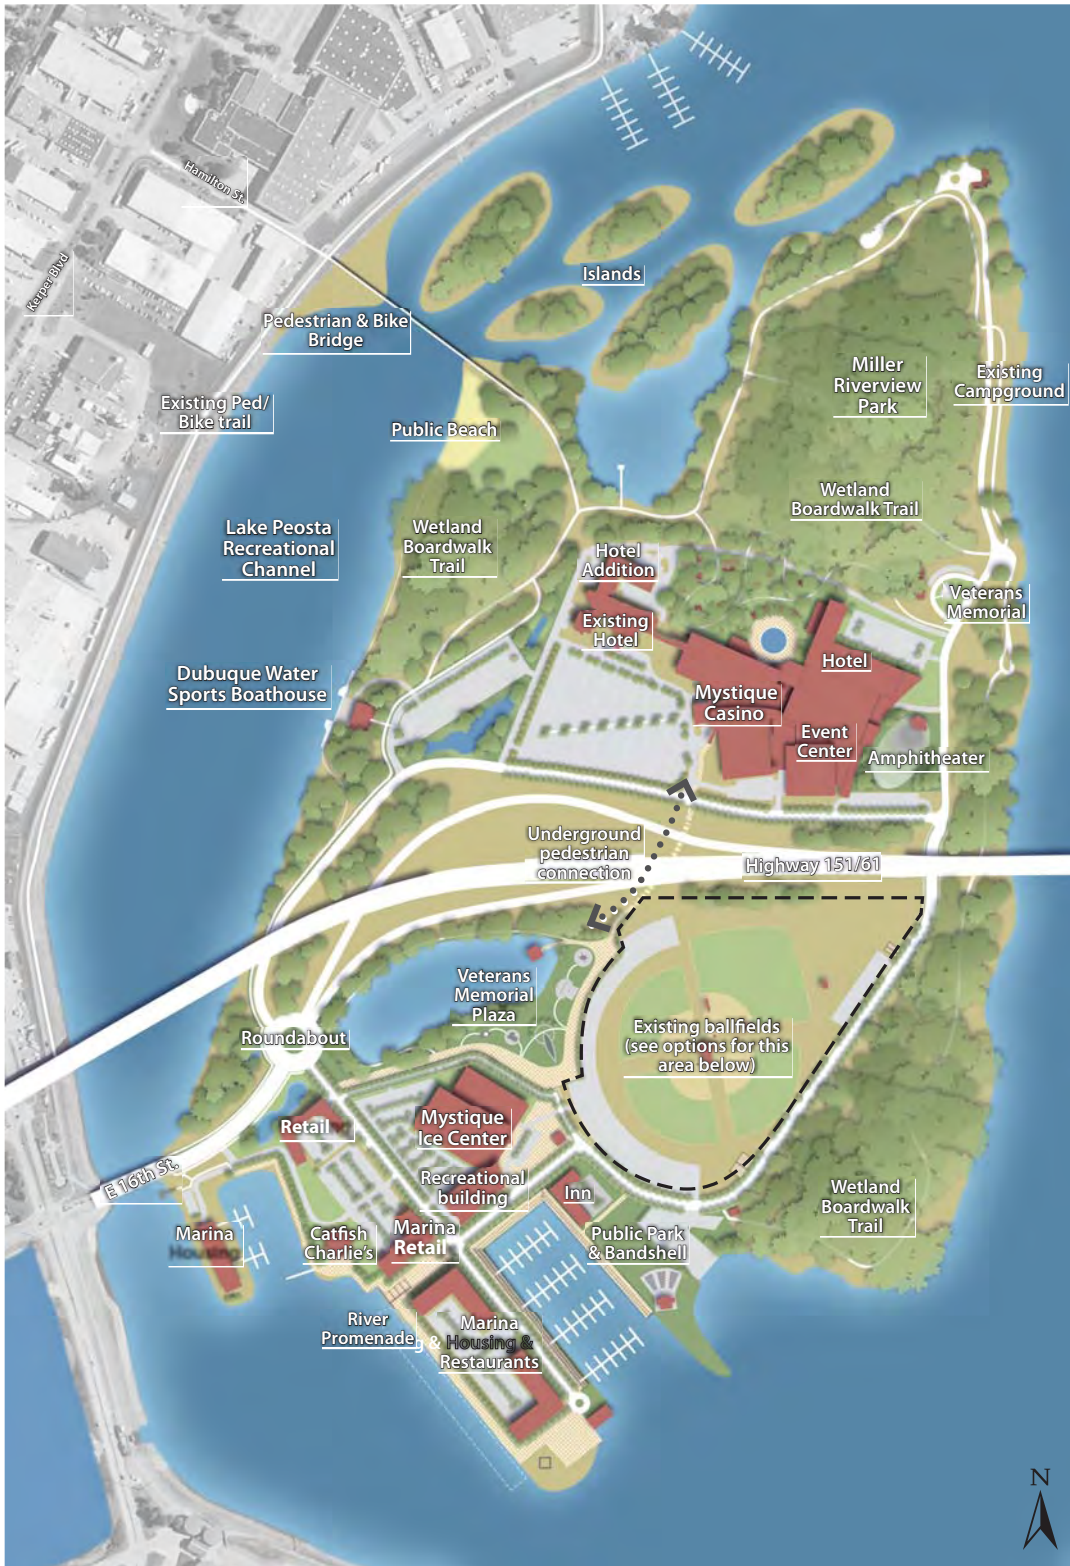 Hamilton St.
Kerper Blvd
Islands
Pedestrian & Bike
Bridge
Miller
Riverview
Park
Existing
Campground
Existing Ped/
Bike trail
Public Beach
Wetland
Boardwalk Trail
Lake Peosta
Recreational
Channel
Wetland
Boardwalk
Trail
Hotel
Addition
Veterans
Memorial
Existing
Hotel
Hotel
Dubuque Water
Sports Boathouse
Mystique
Casino
Event
Center
Amphitheater
Underground
pedestrian
connection
Highway 151/61
Veterans
Memorial
Plaza
Roundabout
Existing ballfields
(see options for this
area below)
Retail
Mystique
Ice Center
E 16th St.
Recreational
building
Inn
Wetland
Boardwalk
Trail
Marina
Housing
Catfish
Charlie's
Marina
Retail
Public Park
& Bandshell
River
Promenade
Marina
g & Housing &
Restaurants
N